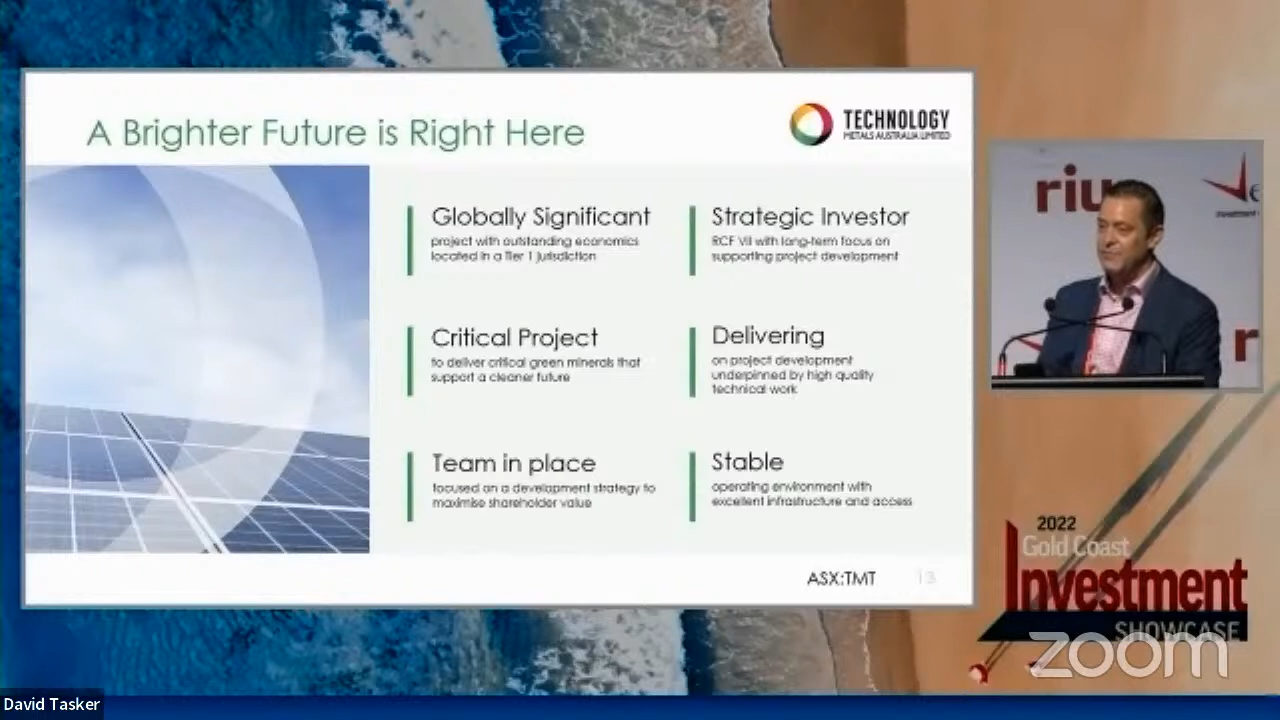 A Brighter Future is Right Here
TECHNOLOGY
METALS AUSTRALIA LIMITED
Globally Significant
project with outstanding economics
located in a Tier 1 jurisdiction
Strategic Investor
RCF VII with long-term focus on
supporting project development
Critical Project
to deliver critical green minerals that
support a cleaner future
Delivering
on project development
underpinned by high quality
technical work
Team in place
focused on a development strategy to
maximise shareholder value
Stable
operating environment with
excellent infrastructure and access
ASX:TMT
13
riu
2022
Gold Coast
Investment
SHOWCASE
zoom
David Tasker